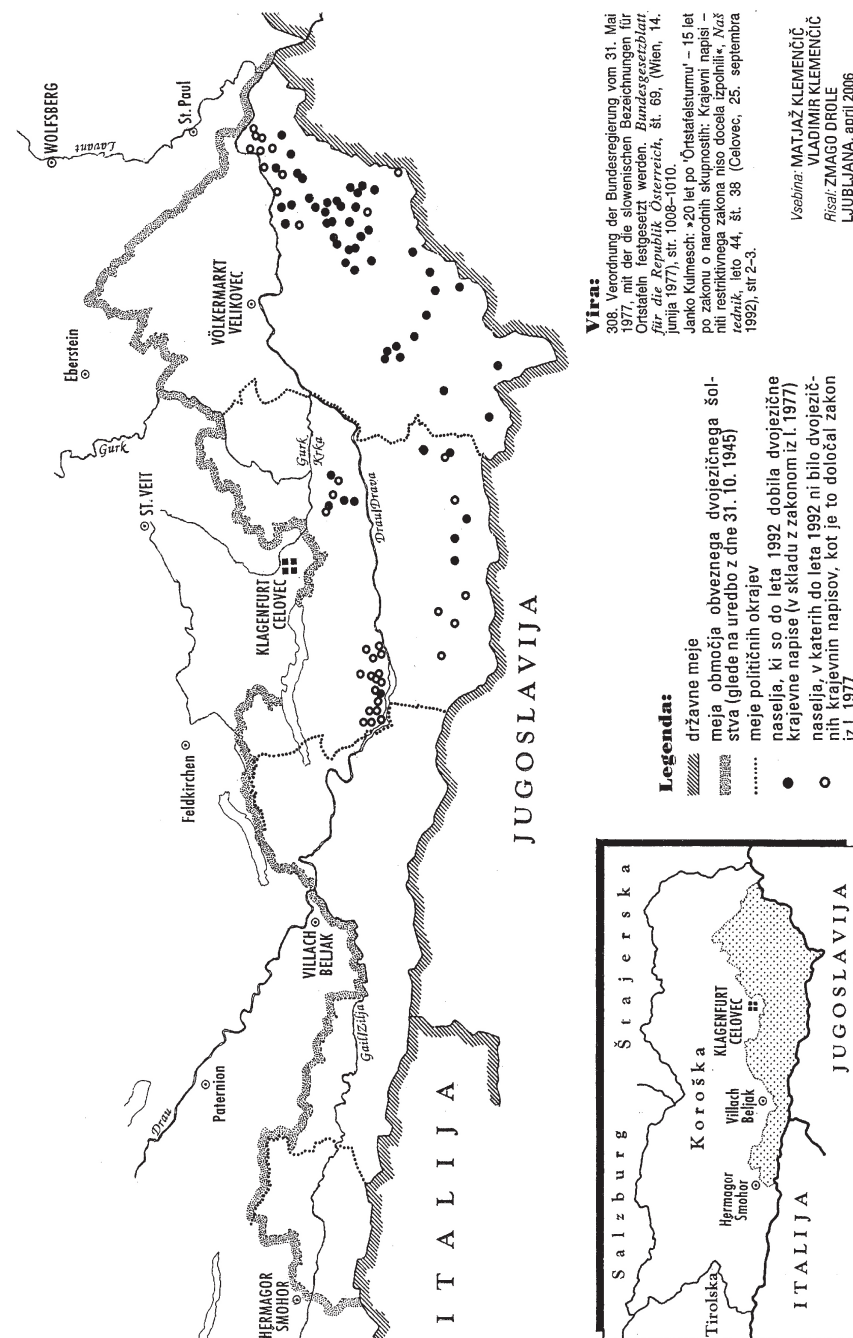 WOLFSBERG
Lavant
St. Paul
Eberstein
VÖLKERMARKT
VELIKOVEC
Gurk
Gurk
Krka
ST. VEIT
Drau/Drava
KLAGENFURT
CELOVEC
Feldkirchen
VILLACH
BELJAK
Drau
Paternion
Gail/Zilja
HERMAGOR
SMOHOR
ITALIJA
JUGOSLAVIJA
Salzburg
Štajerska
Koroška
KLAGENFURT
CELOVEC
Villach
Beljak
Hermagor
Šmohor
Tirolska
ITALIJA
JUGOSLAVIJA
Legenda:
državne meje
meja območja obveznega dvojezičnega šol-
stva (glede na uredbo z dne 31. 10. 1945)
meje političnih okrajev
naselja, ki so do leta 1992 dobila dvojezične
krajevne napise (v skladu z zakonom iz l. 1977)
naselja, v katerih do leta 1992 ni bilo dvojezič-
nih krajevnin napisov, kot je to določal zakon
iz l. 1977
Vira:
308. Verordnung der Bundesregierung vom 31. Mai
1977, mit der die slowenischen Bezeichnungen für
Ortstafeln festgesetzt werden. Bundesgesetzblatt
für die Republik Österreich, št. 69, (Wien, 14.
junija 1977), str. 1008–1010.
Janko Kulmesch: »20 let po 'Ortstafelsturmu' – 15 let
po zakonu o narodnih skupnostih: Krajevni napisi –
niti restriktivnega zakona niso docela izpolnili«, Naš
tednik, leto 44, št. 38 (Celovec, 25. septembra
1992), str 2–3.
Vsebina: MATJAŽ KLEMENČIČ
VLADIMIR KLEMENČIČ
Risal: ZMAGO DROLE
LJUBLJANA, april 2006